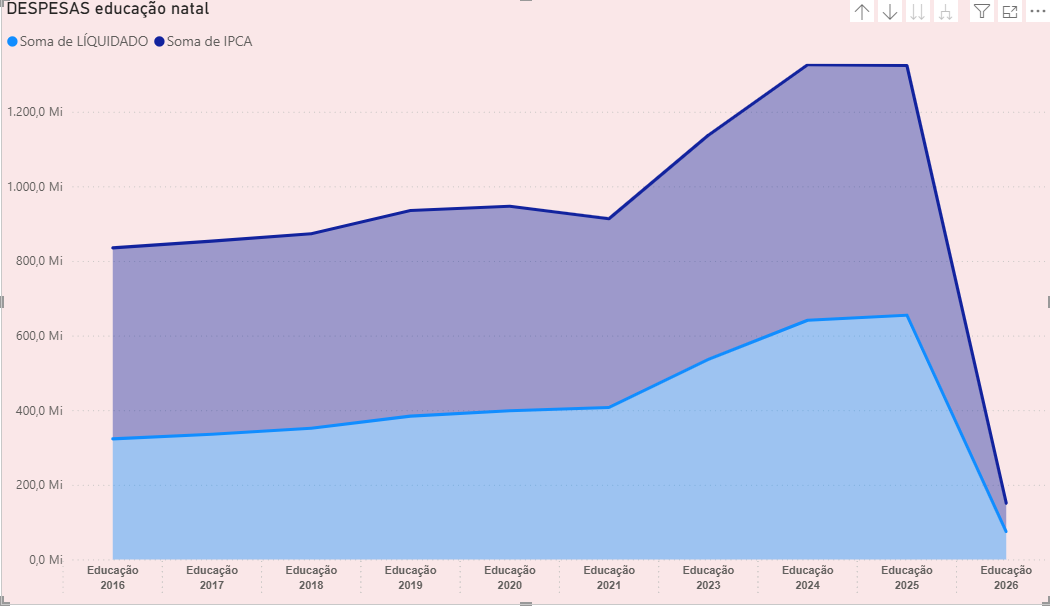 DESPESAS educação natal
Soma de LÍQUIDADO Soma de IPCA
1.200,0 Mi
1.000,0 Mi
800,0 Mi
600,0 Mi
400,0 Mi
200,0 Mi
0,0 Mi
Educação 2016
Educação 2017
Educação 2018
Educação 2019
Educação 2020
Educação 2021
Educação 2023
Educação 2024
Educação 2025
Educação 2026